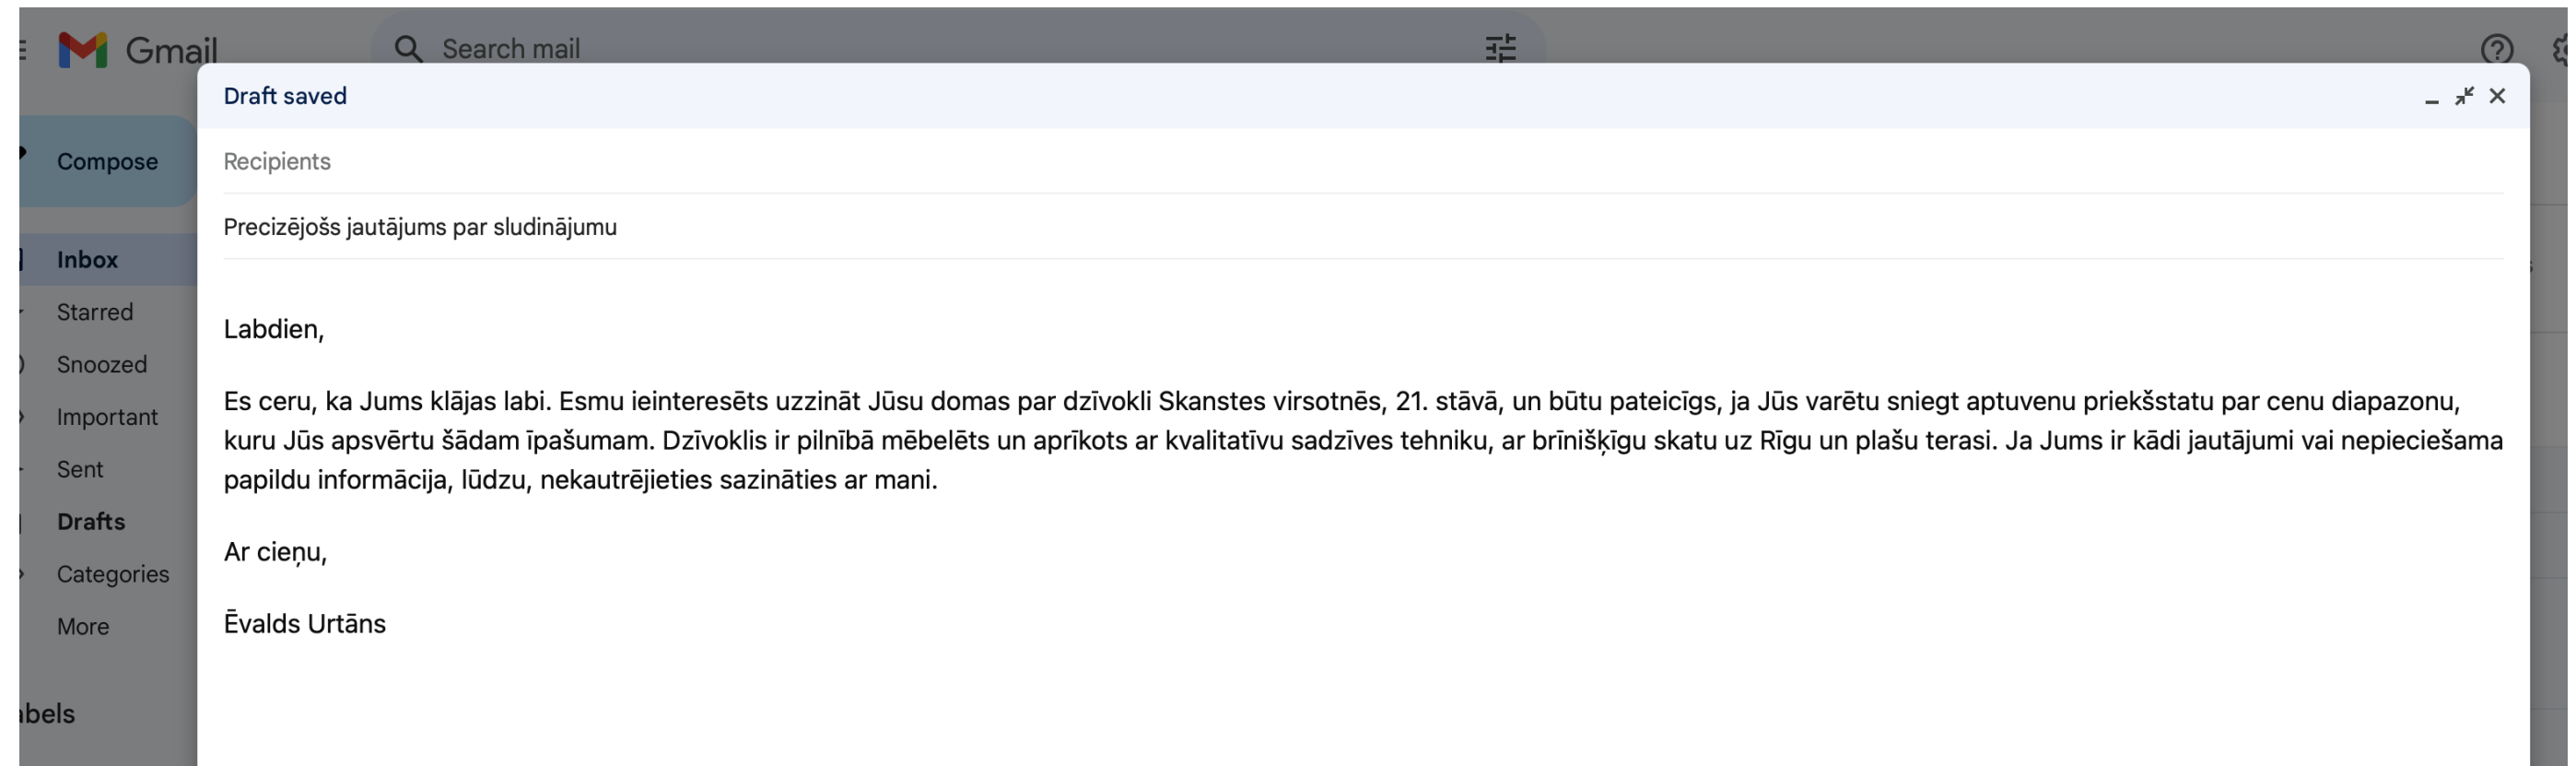 Gmail
Search mail
Draft saved
Compose
Recipients
Precizējošs jautājums par sludinājumu
Inbox
Starred
Snoozed
Important
Sent
Drafts
Categories
More
Labdien,
Es ceru, ka Jums klājas labi. Esmu ieinteresēts uzzināt Jūsu domas par dzīvokli Skanstes virsotnēs, 21. stāvā, un būtu pateicīgs, ja Jūs varētu sniegt aptuvenu priekšstatu par cenu diapazonu,
kuru Jūs apsvērtu šādam īpašumam. Dzīvoklis ir pilnībā mēbelēts un aprīkots ar kvalitatīvu sadzīves tehniku, ar brīnišķīgu skatu uz Rīgu un plašu terasi. Ja Jums ir kādi jautājumi vai nepieciešama
papildu informācija, lūdzu, nekautrējieties sazināties ar mani.
Ar cieņu,
Ēvalds Urtāns
abels